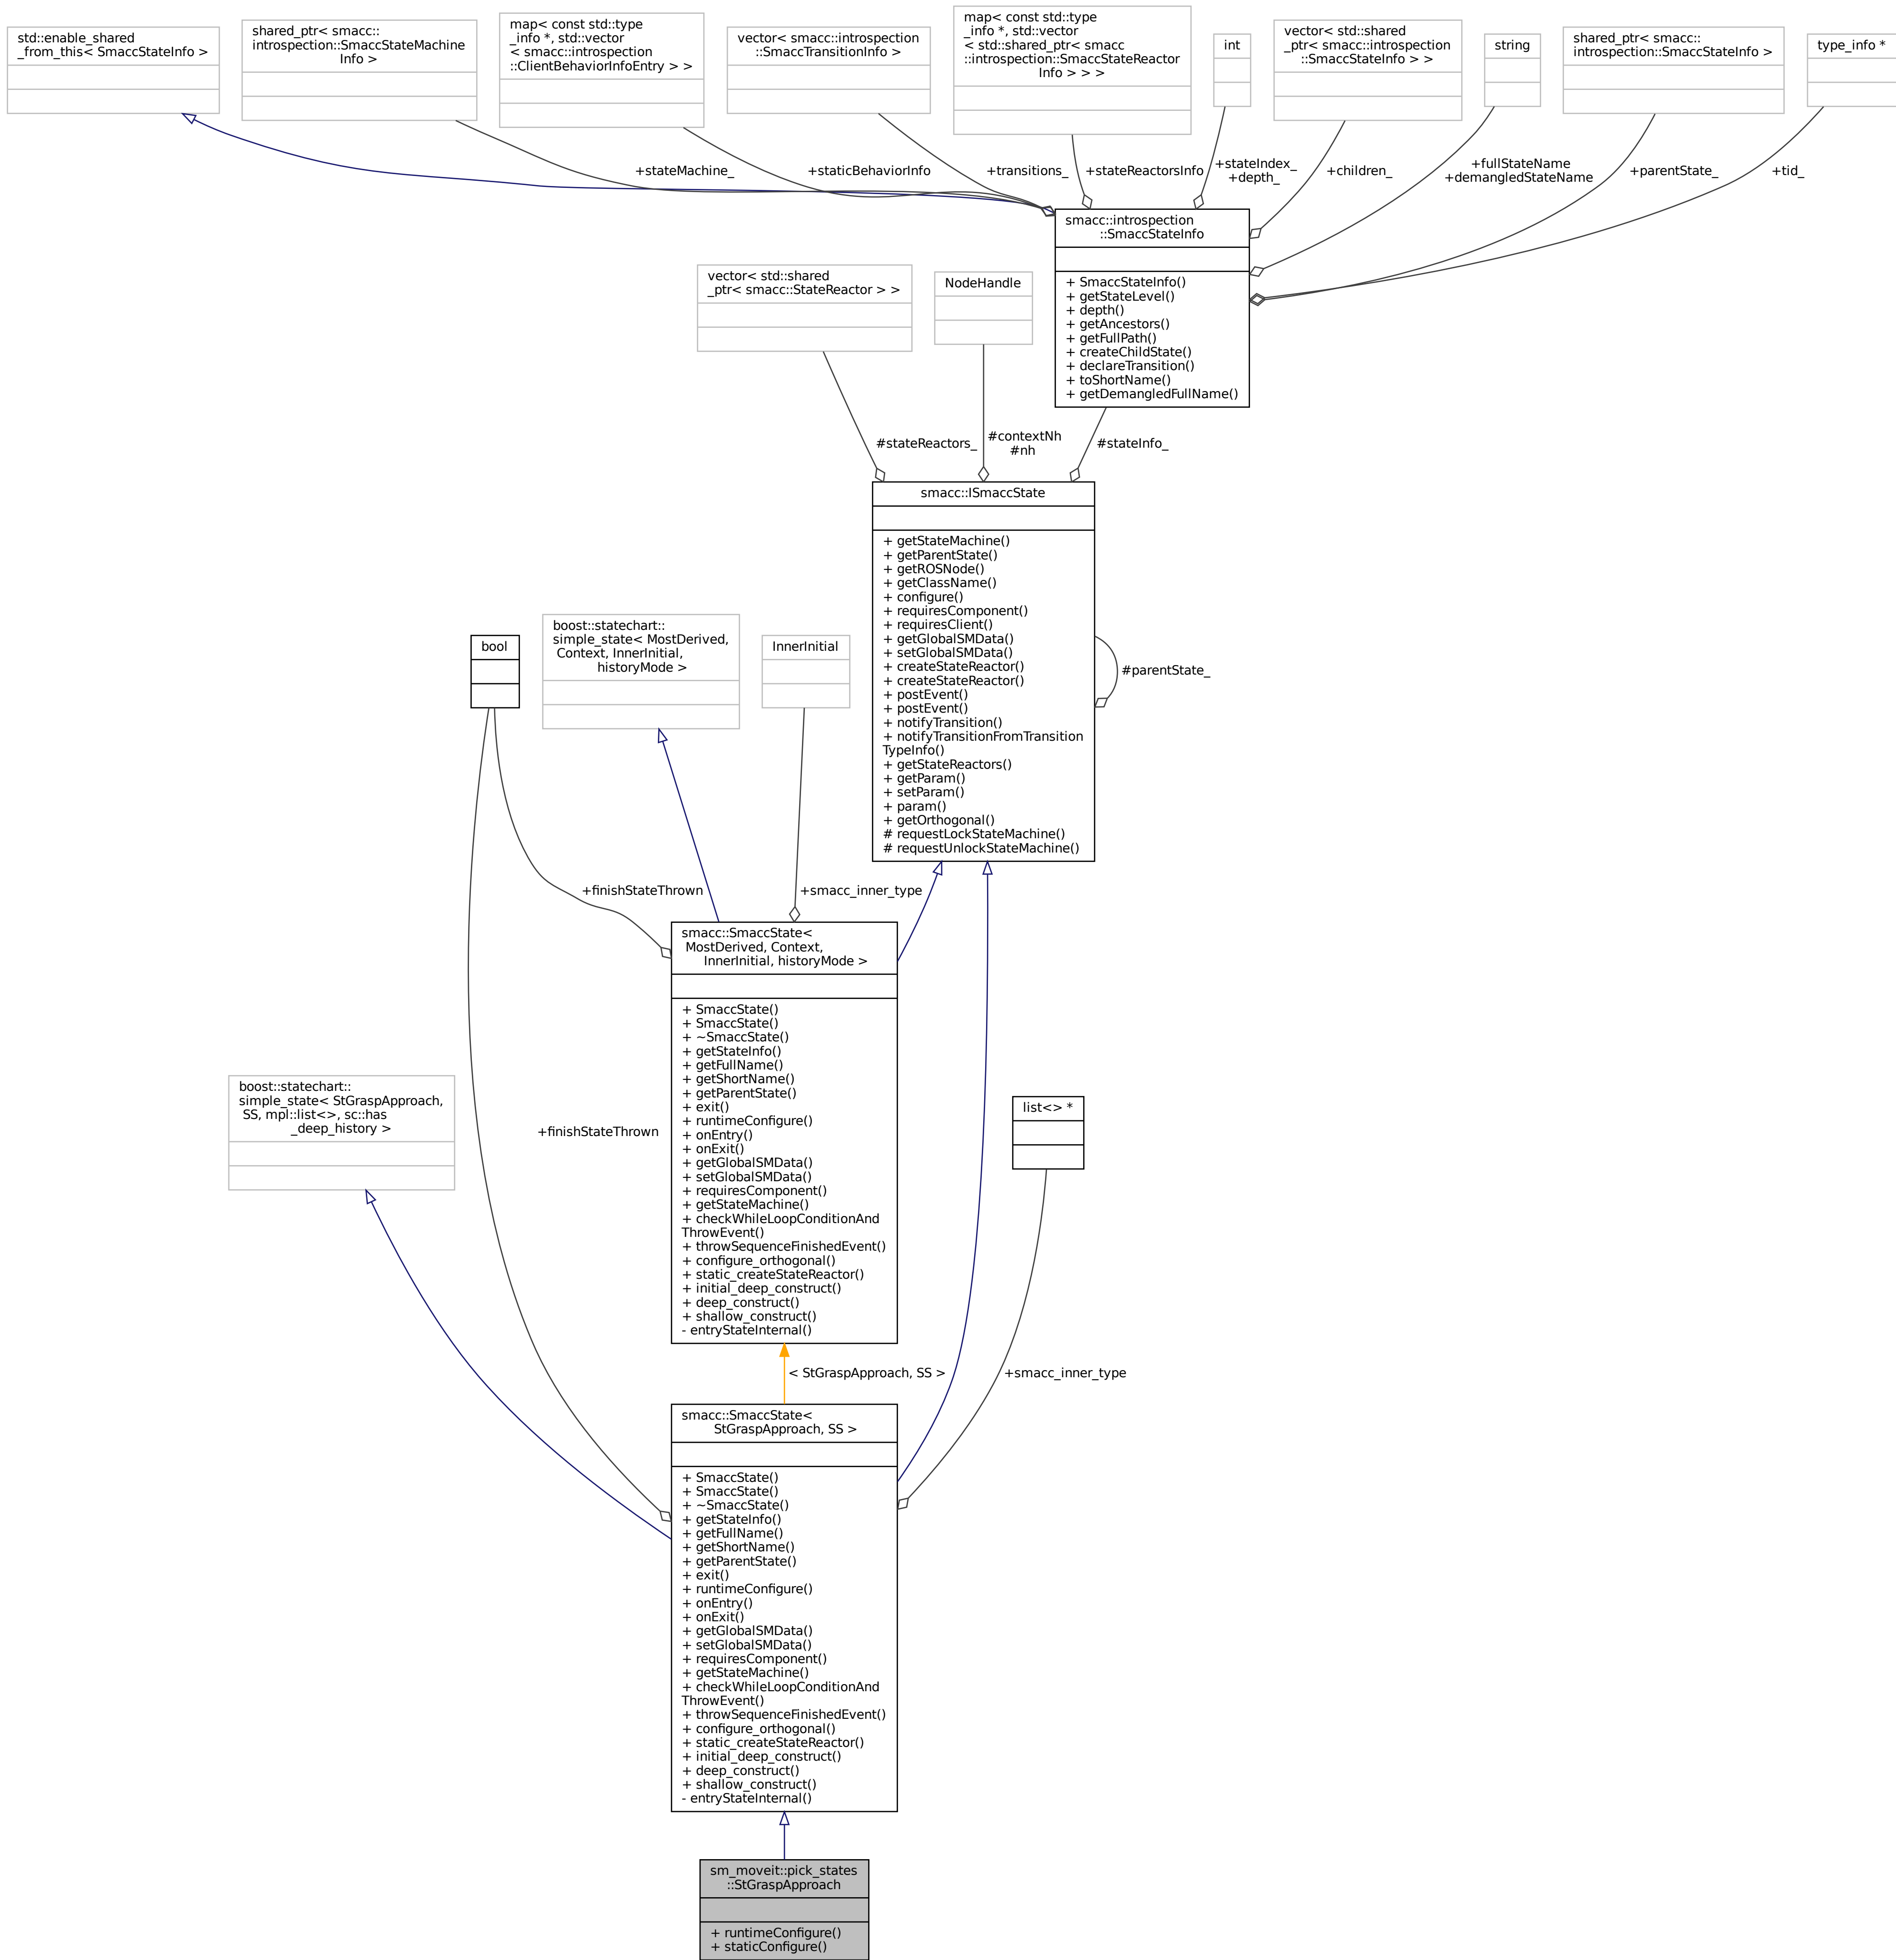 std::enable_shared
_from_this< SmaccStateInfo >
shared_ptr< smacc::
introspection::SmaccStateMachine
Info >
map< const std::type
_info *, std::vector
< smacc::introspection
::ClientBehaviorInfoEntry > >
vector< smacc::introspection
::SmaccTransitionInfo >
map< const std::type
_info *, std::vector
< std::shared_ptr< smacc
::introspection::SmaccStateReactor
Info > > >
int
vector< std::shared
_ptr< smacc::introspection
::SmaccStateInfo > >
string
shared_ptr< smacc::
introspection::SmaccStateInfo >
type_info *
+stateMachine_
+staticBehaviorInfo
+transitions_
+stateReactorsInfo
+stateIndex_
+depth_
+children_
+fullStateName
+demangledStateName
+parentState_
+tid_
smacc::introspection
::SmaccStateInfo
+ SmaccStateInfo()
+ getStateLevel()
+ depth()
+ getAncestors()
+ getFullPath()
+ createChildState()
+ declareTransition()
+ toShortName()
+ getDemangledFullName()
vector< std::shared
_ptr< smacc::StateReactor > >
NodeHandle
#stateReactors_
#contextNh
#nh
#stateInfo_
smacc::ISmaccState
+ getStateMachine()
+ getParentState()
+ getROSNode()
+ getClassName()
+ configure()
+ requiresComponent()
+ requiresClient()
+ getGlobalSMData()
+ setGlobalSMData()
+ createStateReactor()
+ createStateReactor()
+ postEvent()
+ postEvent()
+ notifyTransition()
+ notifyTransitionFromTransition
TypeInfo()
+ getStateReactors()
+ getParam()
+ setParam()
+ param()
+ getOrthogonal()
# requestLockStateMachine()
# requestUnlockStateMachine()
#parentState_
bool
boost::statechart::
simple_state< MostDerived,
Context, InnerInitial,
historyMode >
InnerInitial
+finishStateThrown
+smacc_inner_type
smacc::SmaccState<
MostDerived, Context,
InnerInitial, historyMode >
+ SmaccState()
+ SmaccState()
+ ~SmaccState()
+ getStateInfo()
+ getFullName()
+ getShortName()
+ getParentState()
+ exit()
+ runtimeConfigure()
+ onEntry()
+ onExit()
+ getGlobalSMData()
+ setGlobalSMData()
+ requiresComponent()
+ getStateMachine()
+ checkWhileLoopConditionAnd
ThrowEvent()
+ throwSequenceFinishedEvent()
+ configure_orthogonal()
+ static_createStateReactor()
+ initial_deep_construct()
+ deep_construct()
+ shallow_construct()
- entryStateInternal()
boost::statechart::
simple_state< StGraspApproach,
SS, mpl::list<>, sc::has
_deep_history >
+finishStateThrown
list<> *
< StGraspApproach, SS >
+smacc_inner_type
smacc::SmaccState<
StGraspApproach, SS >
+ SmaccState()
+ SmaccState()
+ ~SmaccState()
+ getStateInfo()
+ getFullName()
+ getShortName()
+ getParentState()
+ exit()
+ runtimeConfigure()
+ onEntry()
+ onExit()
+ getGlobalSMData()
+ setGlobalSMData()
+ requiresComponent()
+ getStateMachine()
+ checkWhileLoopConditionAnd
ThrowEvent()
+ throwSequenceFinishedEvent()
+ configure_orthogonal()
+ static_createStateReactor()
+ initial_deep_construct()
+ deep_construct()
+ shallow_construct()
- entryStateInternal()
sm_moveit::pick_states
::StGraspApproach
+ runtimeConfigure()
+ staticConfigure()